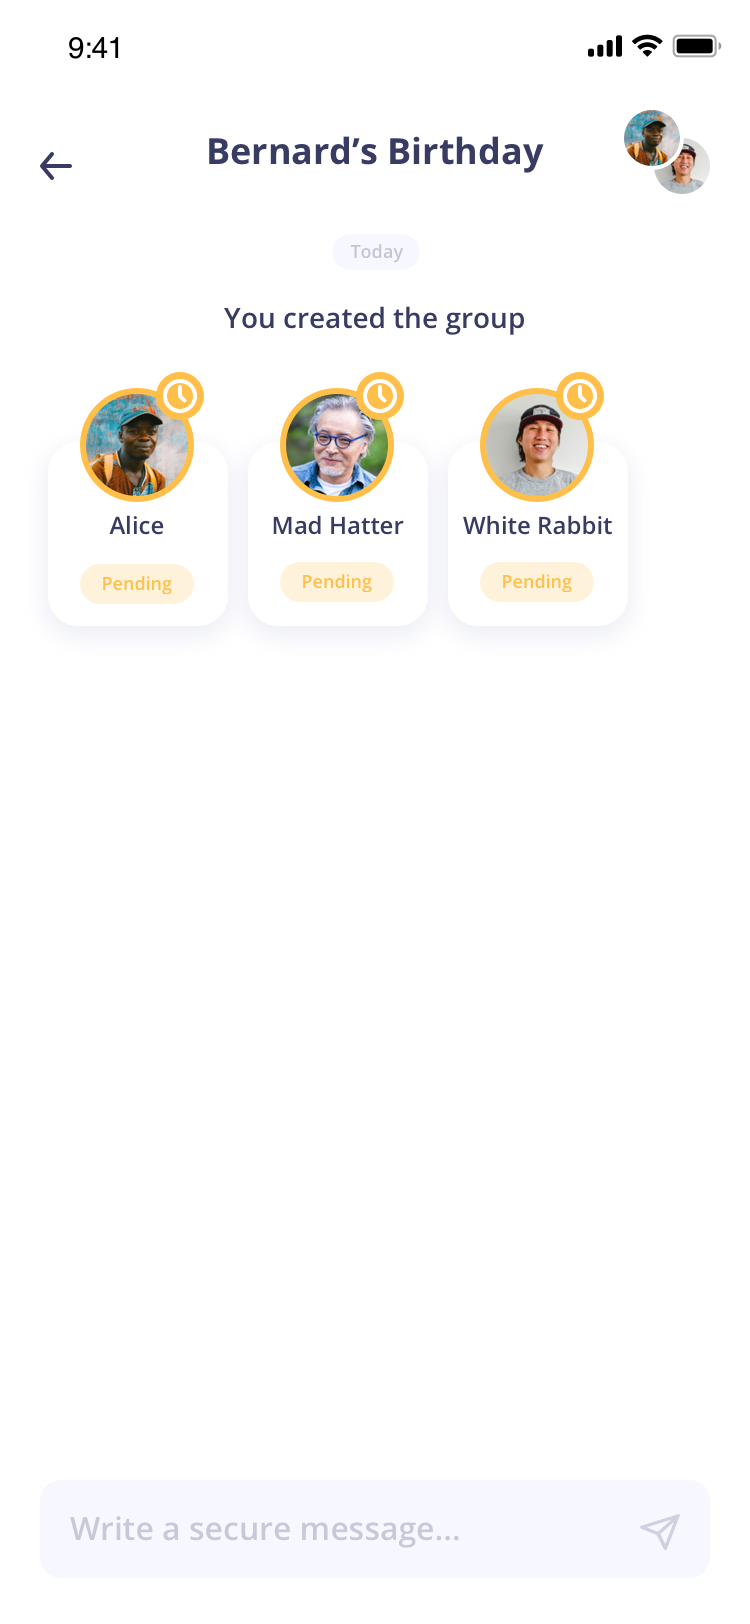 9:41
Bernard’s Birthday
Today
You created the group
Alice
Mad Hatter
White Rabbit
Pending
Pending
Pending
Write a secure message...